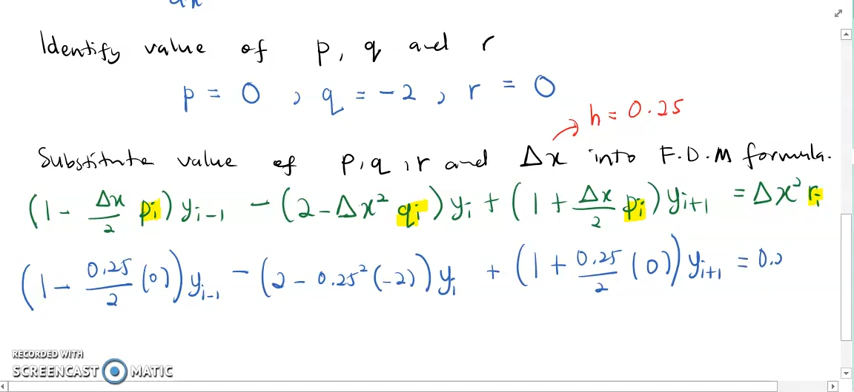 Identify value of p, q and r
p = 0 , q = -2 , r = 0
h = 0.25
Substitute value of p, q, r and Δx into F.D.M formula.
(1 - Δx/2 pi) yi-1 - (2 - Δx² qi) yi + (1 + Δx/2 pi) yi+1 = Δx² ri
(1 - 0.25/2 (0)) yi-1 - (2 - 0.25² (-2)) yi + (1 + 0.25/2 (0)) yi+1 = 0.2
RECORDED WITH
SCREENCAST MATIC